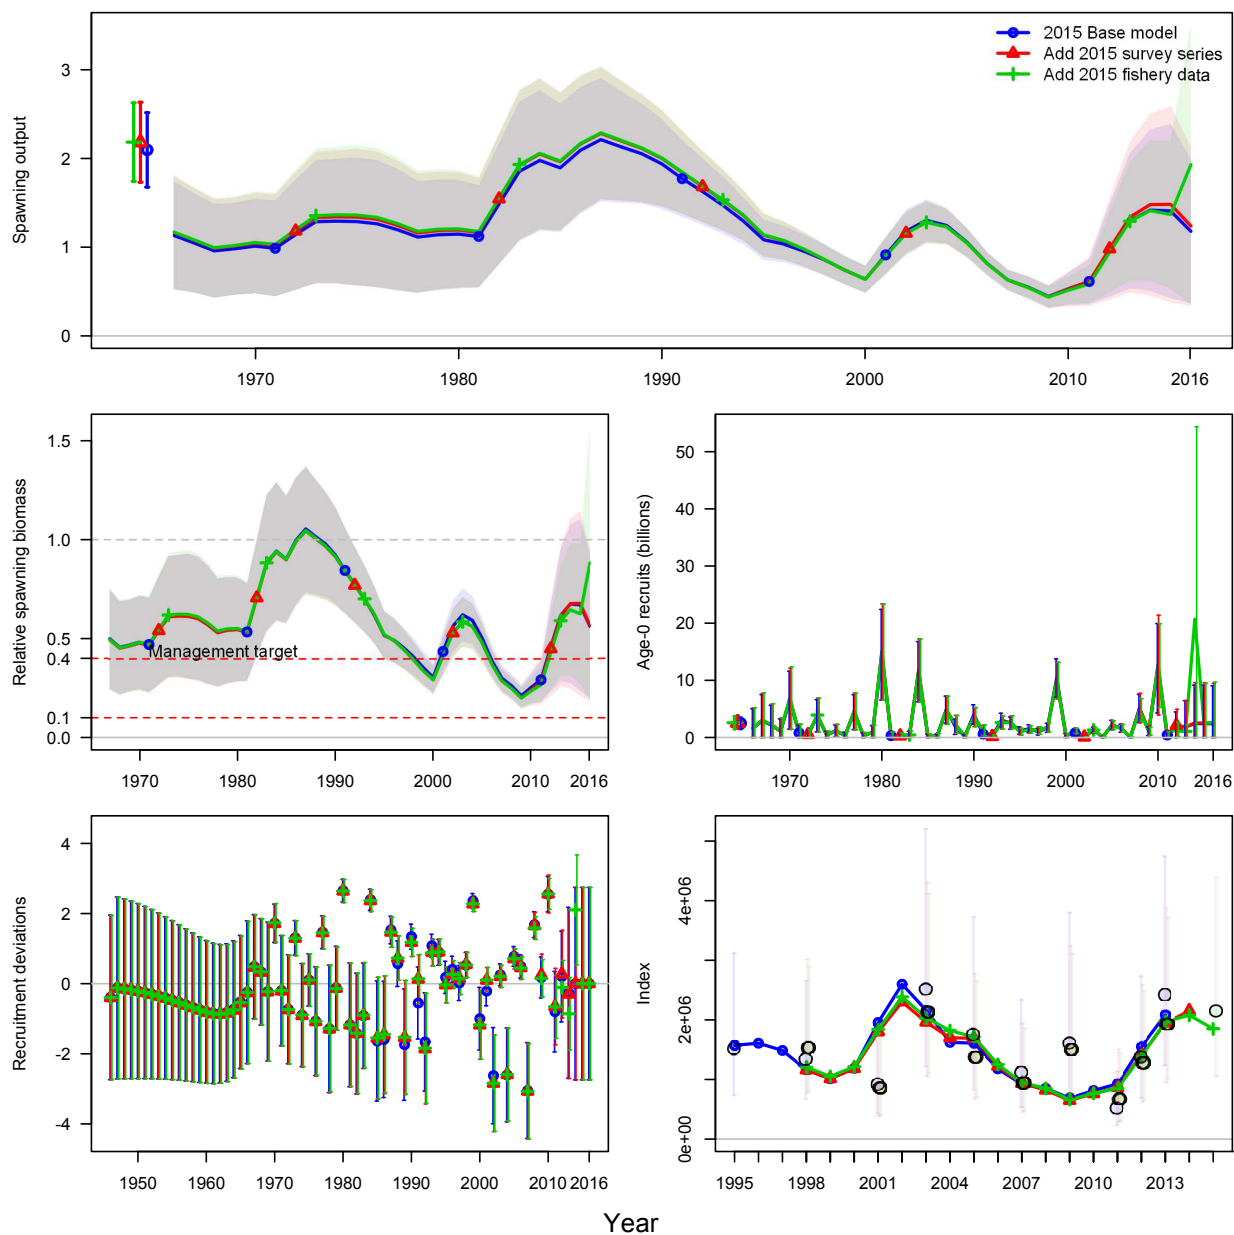 2015 Base model
Add 2015 survey series
Add 2015 fishery data
Spawning output
3
2
1
0
1970 1980 1990 2000 2010 2016
Relative spawning biomass
1.5
1.0
0.5
0.4
0.1
0.0
Management target
1970 1980 1990 2000 2010 2016
Age-0 recruits (billions)
50
40
30
20
10
0
1970 1980 1990 2000 2010 2016
Recruitment deviations
4
2
0
-2
-4
1950 1960 1970 1980 1990 2000 2010 2016
Index
4e+06
2e+06
0e+00
1995 1998 2001 2004 2007 2010 2013
Year